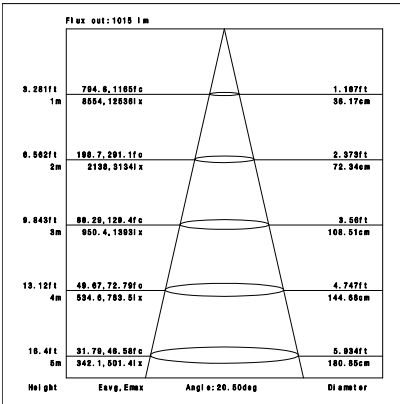 Flux out:1015 lm
3.281ft 794.6,1165fc 1.187ft
1m 8554,12536lx 36.17cm
6.562ft 198.7,291.1fc 2.373ft
2m 2138,3134lx 72.34cm
9.843ft 88.29,129.4fc 3.56ft
3m 950.4,1393lx 108.51cm
13.12ft 49.67,72.79fc 4.747ft
4m 534.6,783.5lx 144.68cm
16.4ft 31.79,46.58fc 5.934ft
5m 342.1,501.4lx 180.85cm
Height Eavg,Emax Angle:20.50deg Diameter